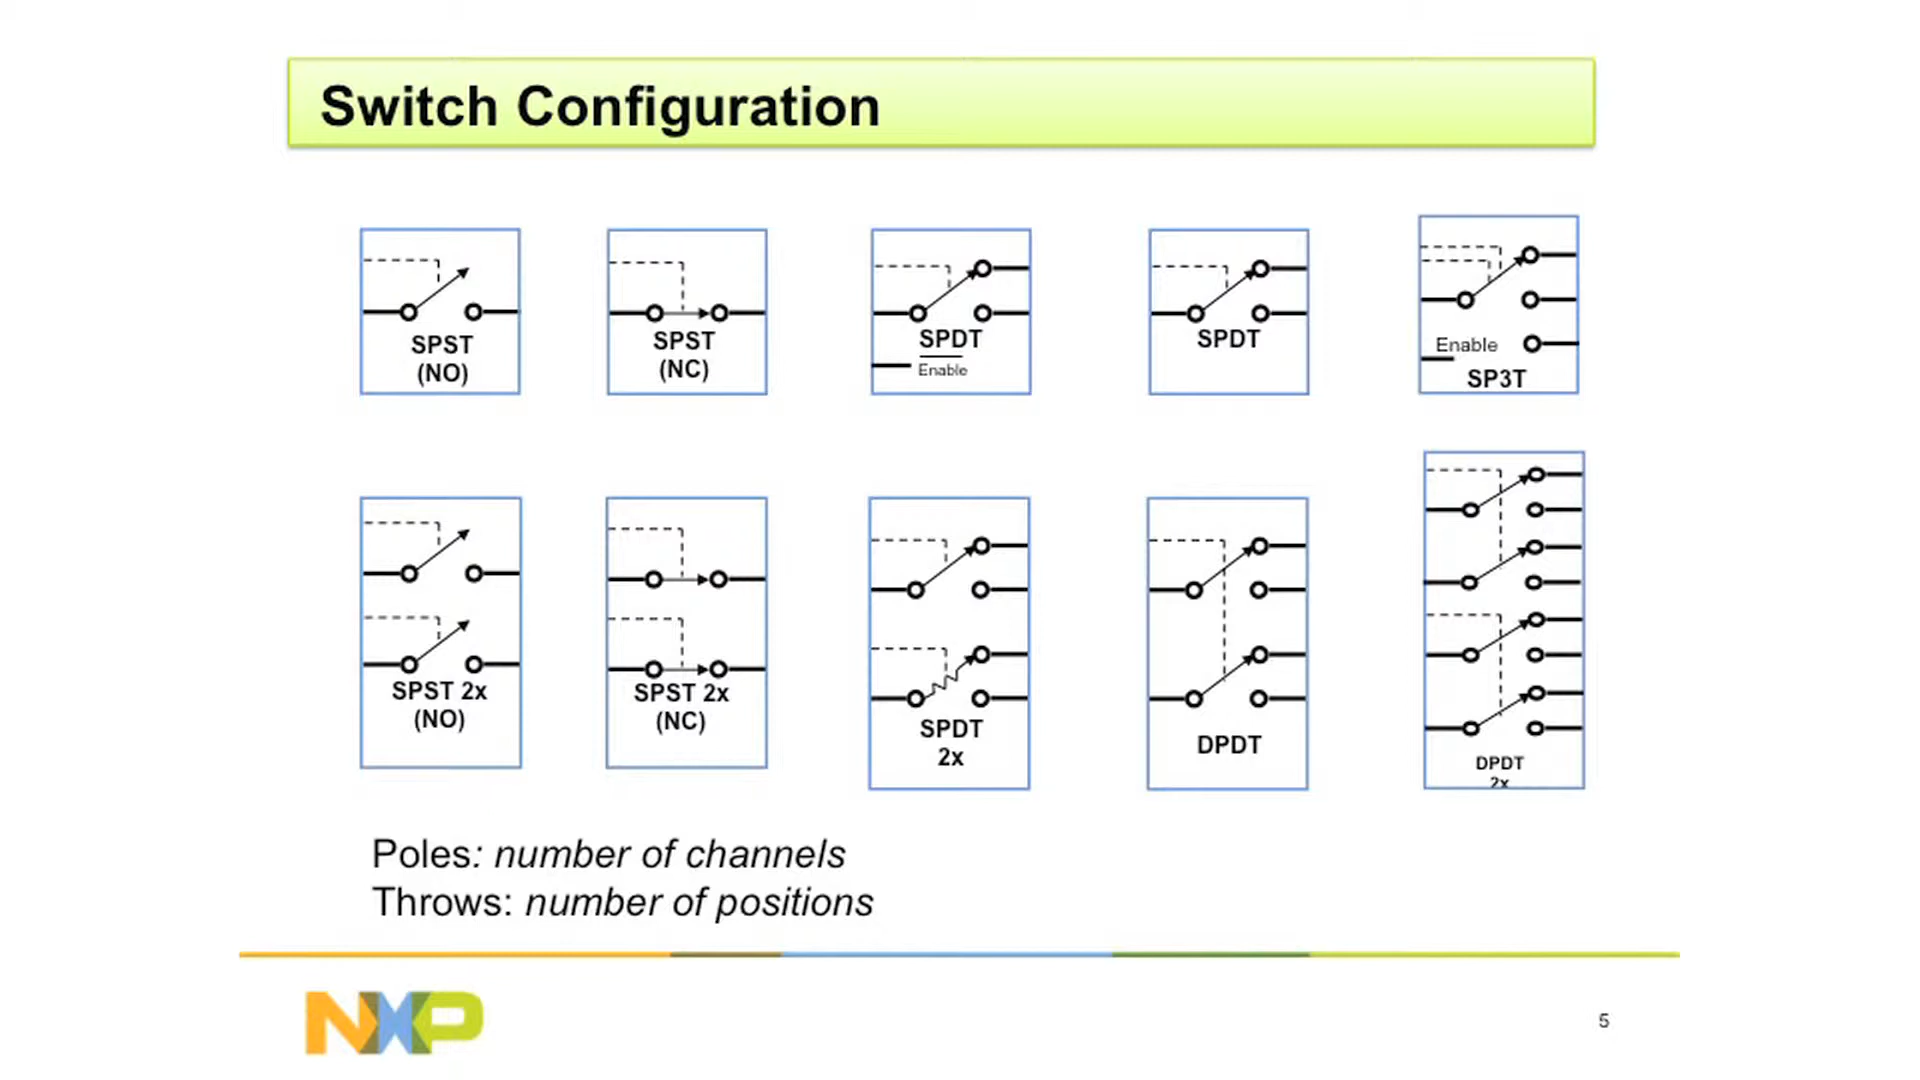 Switch Configuration
SPST
(NO)
SPST
(NC)
SPDT
Enable
SPDT
Enable
SP3T
SPST 2x
(NO)
SPST 2x
(NC)
SPDT
2x
DPDT
DPDT
2x
Poles: number of channels
Throws: number of positions
NXP
5